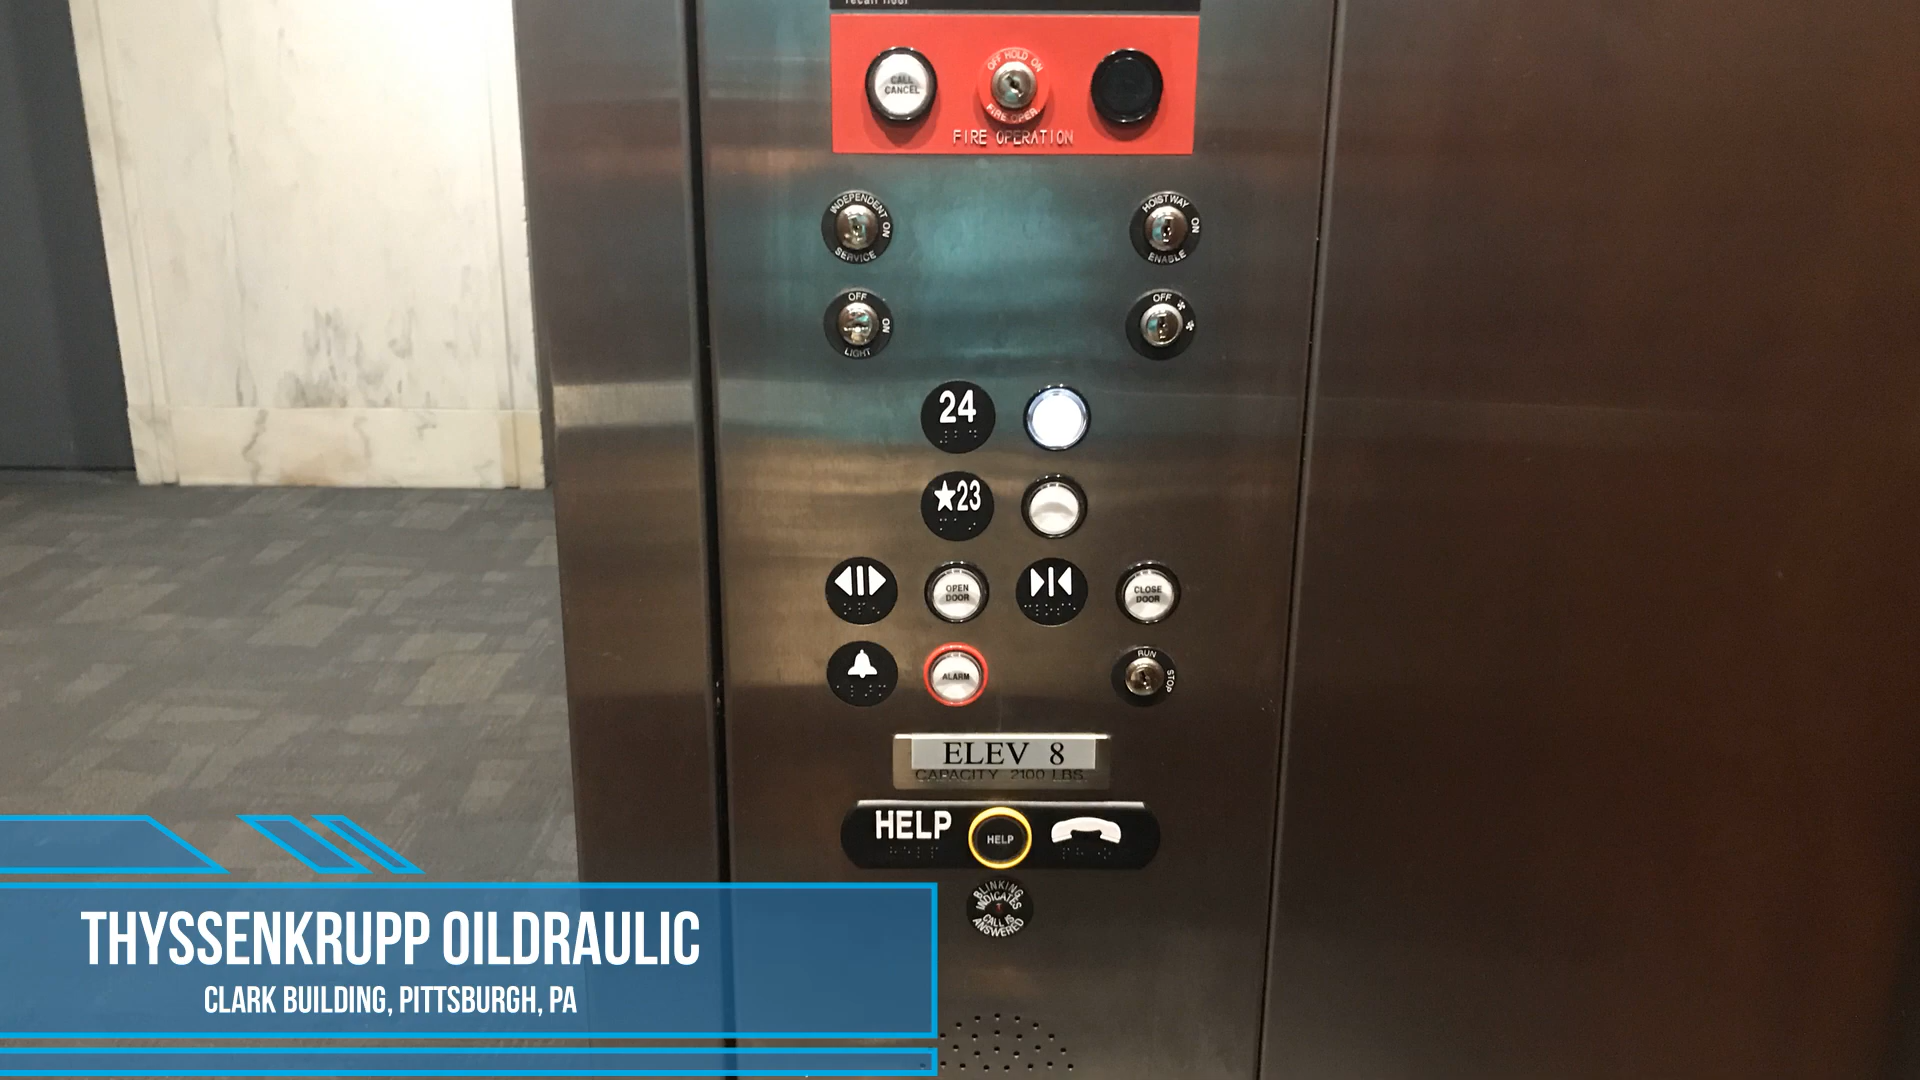 recall floor
CALL
CANCEL
OFF HOLD ON
FIRE OPER
FIRE OPERATION
INDEPENDENT
ON
SERVICE
HOISTWAY
ON
ENABLE
OFF
ON
LIGHT
OFF
24
★23
OPEN
DOOR
CLOSE
DOOR
ALARM
RUN
STOP
ELEV 8
CAPACITY 2100 LBS.
HELP
HELP
BLINKING
INDICATES
CALL IS
ANSWERED
THYSSENKRUPP OILDRAULIC
CLARK BUILDING, PITTSBURGH, PA